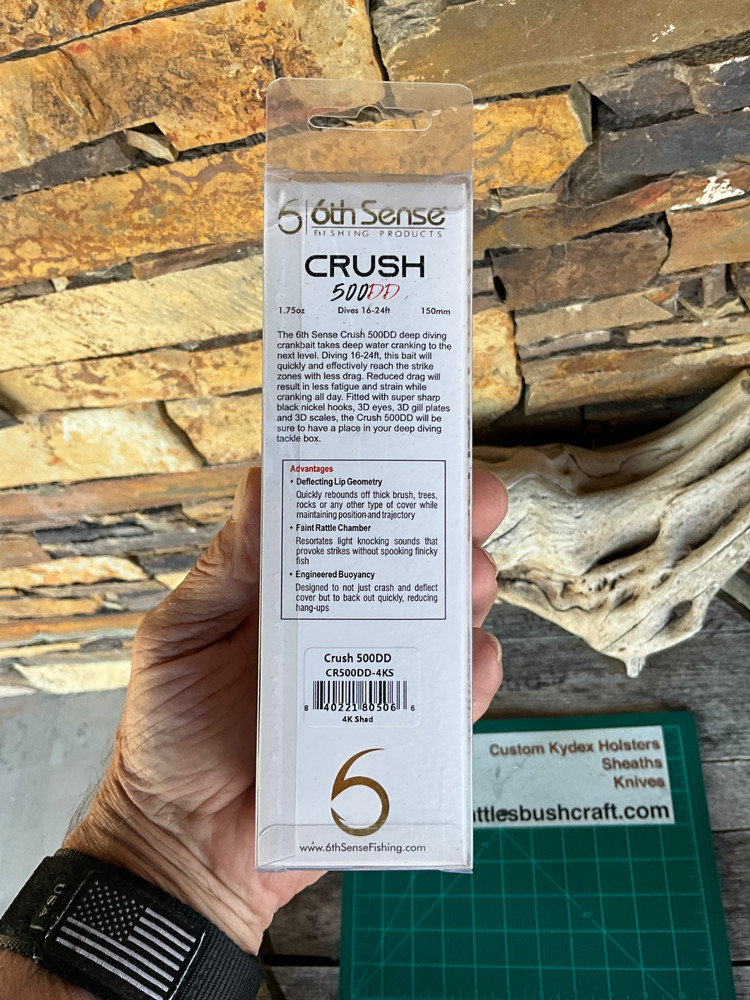 6 6th Sense
FISHING PRODUCTS
CRUSH
500DD
1.75oz Dives 16-24ft 150mm
The 6th Sense Crush 500DD deep diving
crankbait takes deep water cranking to the
next level. Diving 16-24ft, this bait will
quickly and effectively reach the strike
zones with less drag. Reduced drag will
result in less fatigue and strain while
cranking all day. Fitted with super sharp
black nickel hooks, 3D eyes, 3D gill plates
and 3D scales, the Crush 500DD will be
sure to have a place in your deep diving
tackle box.
Advantages
• Deflecting Lip Geometry
Quickly rebounds off thick brush, trees,
rocks or any other type of cover while
maintaining position and trajectory
• Faint Rattle Chamber
Resortates light knocking sounds that
provoke strikes without spooking finicky
fish
• Engineered Buoyancy
Designed to not just crash and deflect
cover but to back out quickly, reducing
hang-ups
Crush 500DD
CR500DD-4KS
8 40221 80506 6
4K Shad
6
www.6thSenseFishing.com
Custom Kydex Holsters
Sheaths
Knives
attlesbushcraft.com
USA